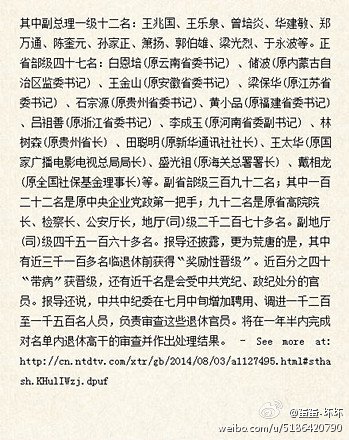 其中副总理一级十二名：王兆国、王乐泉、曾培炎、华建敏、郑
万通、陈奎元、孙家正、萧扬、郭伯雄、梁光烈、于永波等。正
省部级四十七名：白恩培(原云南省委书记)、储波(原内蒙古自
治区监委书记)、王金山(原安徽省委书记)、梁保华(原江苏省
委书记)、石宗源(原贵州省委书记)、黄小品(原福建省委书记)、
吕祖善(原浙江省委书记)、李成玉(原河南省委副书记)、林
树森(原贵州省长)、田聪明(原新华通讯社社长)、王太华(原国
家广播电影电视总局局长)、盛光祖(原海关总署署长)、戴相龙
(原全国社保基金理事长)等。副省部级三百九十二名；其中一百
二十二名是原中央企业党政第一把手；九十二名是原省高院院
长、检察长、公安厅长，地厅(司)级二千二百七十多名。副地厅
(司)级四千五一百六十多名。报导还披露，更为荒唐的是，其中
有近三千一百多名临退休前获得“奖励性晋级”。近百分之四十
“带病”获晋级，还有近千名是会受中共党纪、政纪处分的官
员。报导还说，中共中纪委在七月中旬增加聘用、调进一千二百
至一千五百名人员，负责审查这些退休官员。将在一年半内完成
对名单内退休高干的审查并作出处理结果。 - See more at:
http://cn.ntdtv.com/xtr/gb/2014/08/03/a1127495.html#stha
sh.KHulIWzj.dpuf
@爸爸-坏坏
weibo.com/u/5186420790